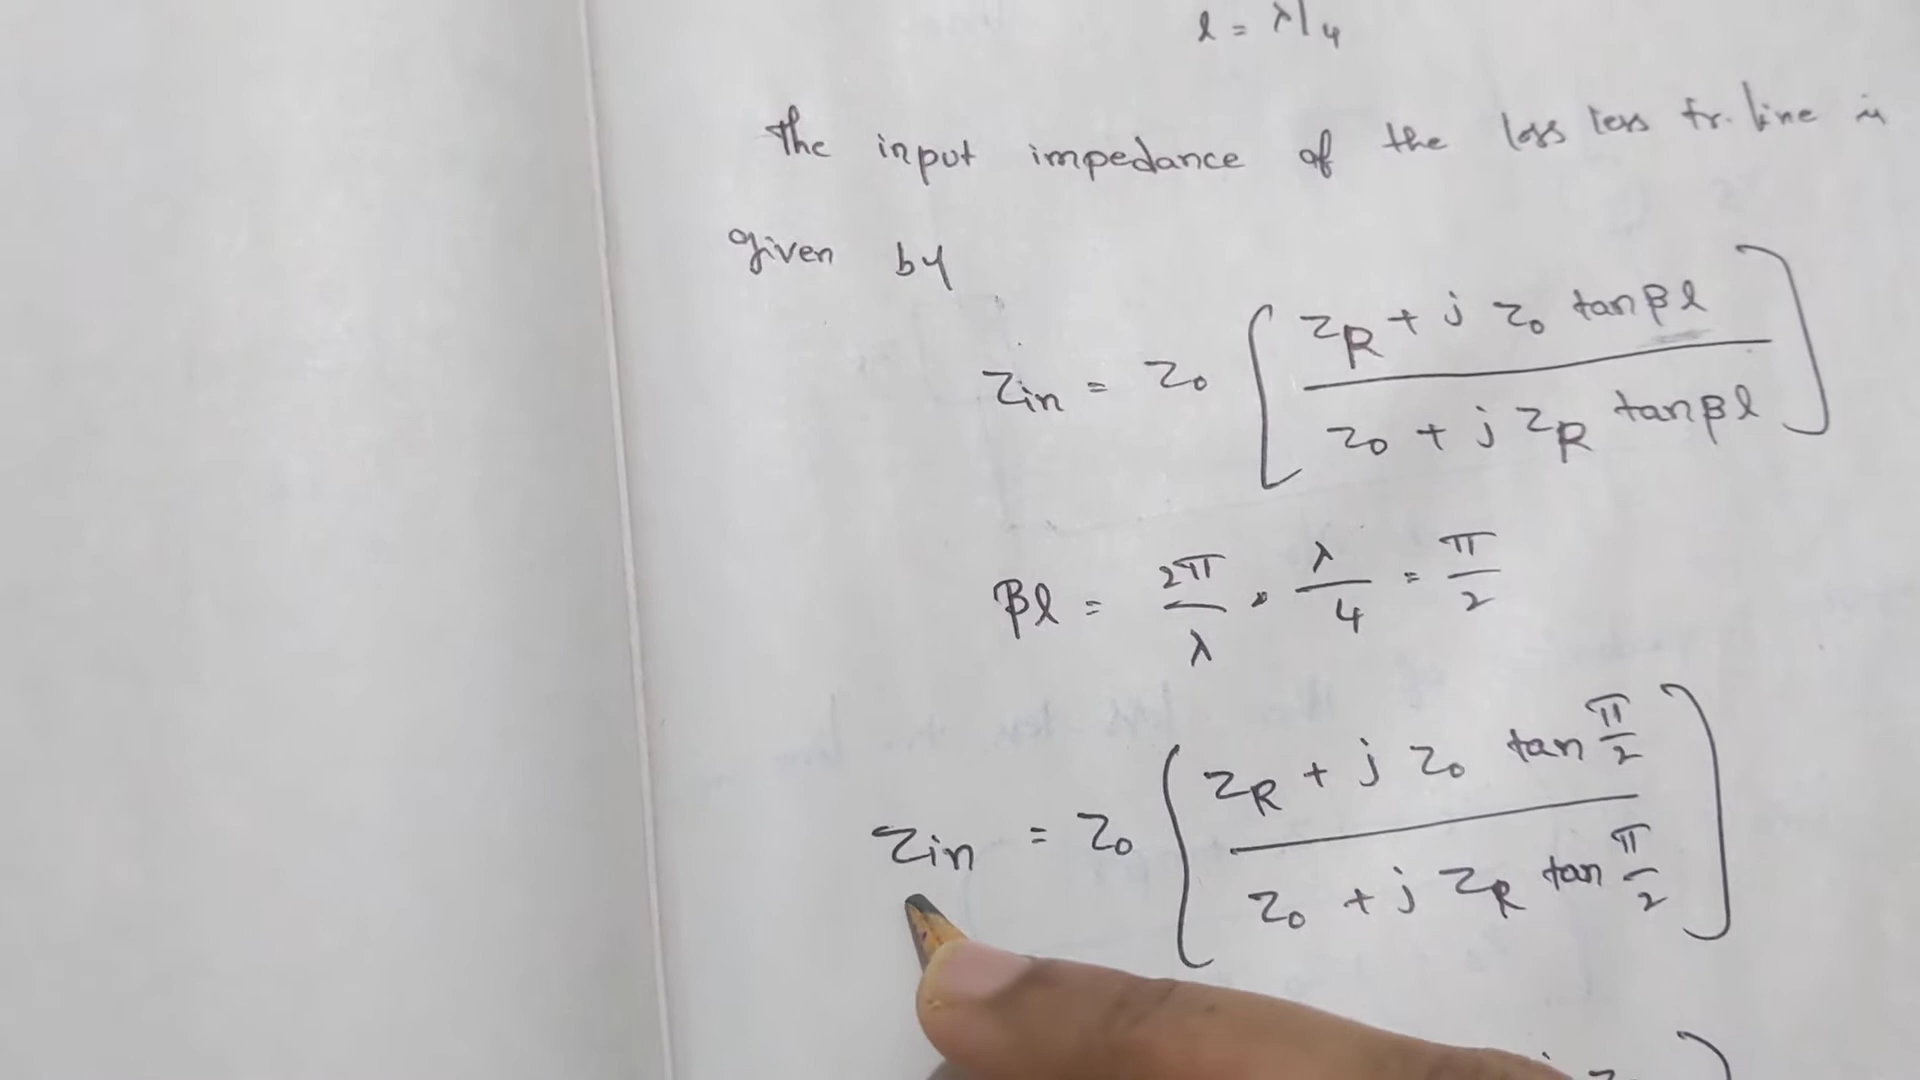 l = λ/4
The input impedance of the loss less tr. line is
given by
Zin = Z0 [ (ZR + j Z0 tan βl) / (Z0 + j ZR tan βl) ]
βl = 2π/λ . λ/4 = π/2
Zin = Z0 [ (ZR + j Z0 tan π/2) / (Z0 + j ZR tan π/2) ]